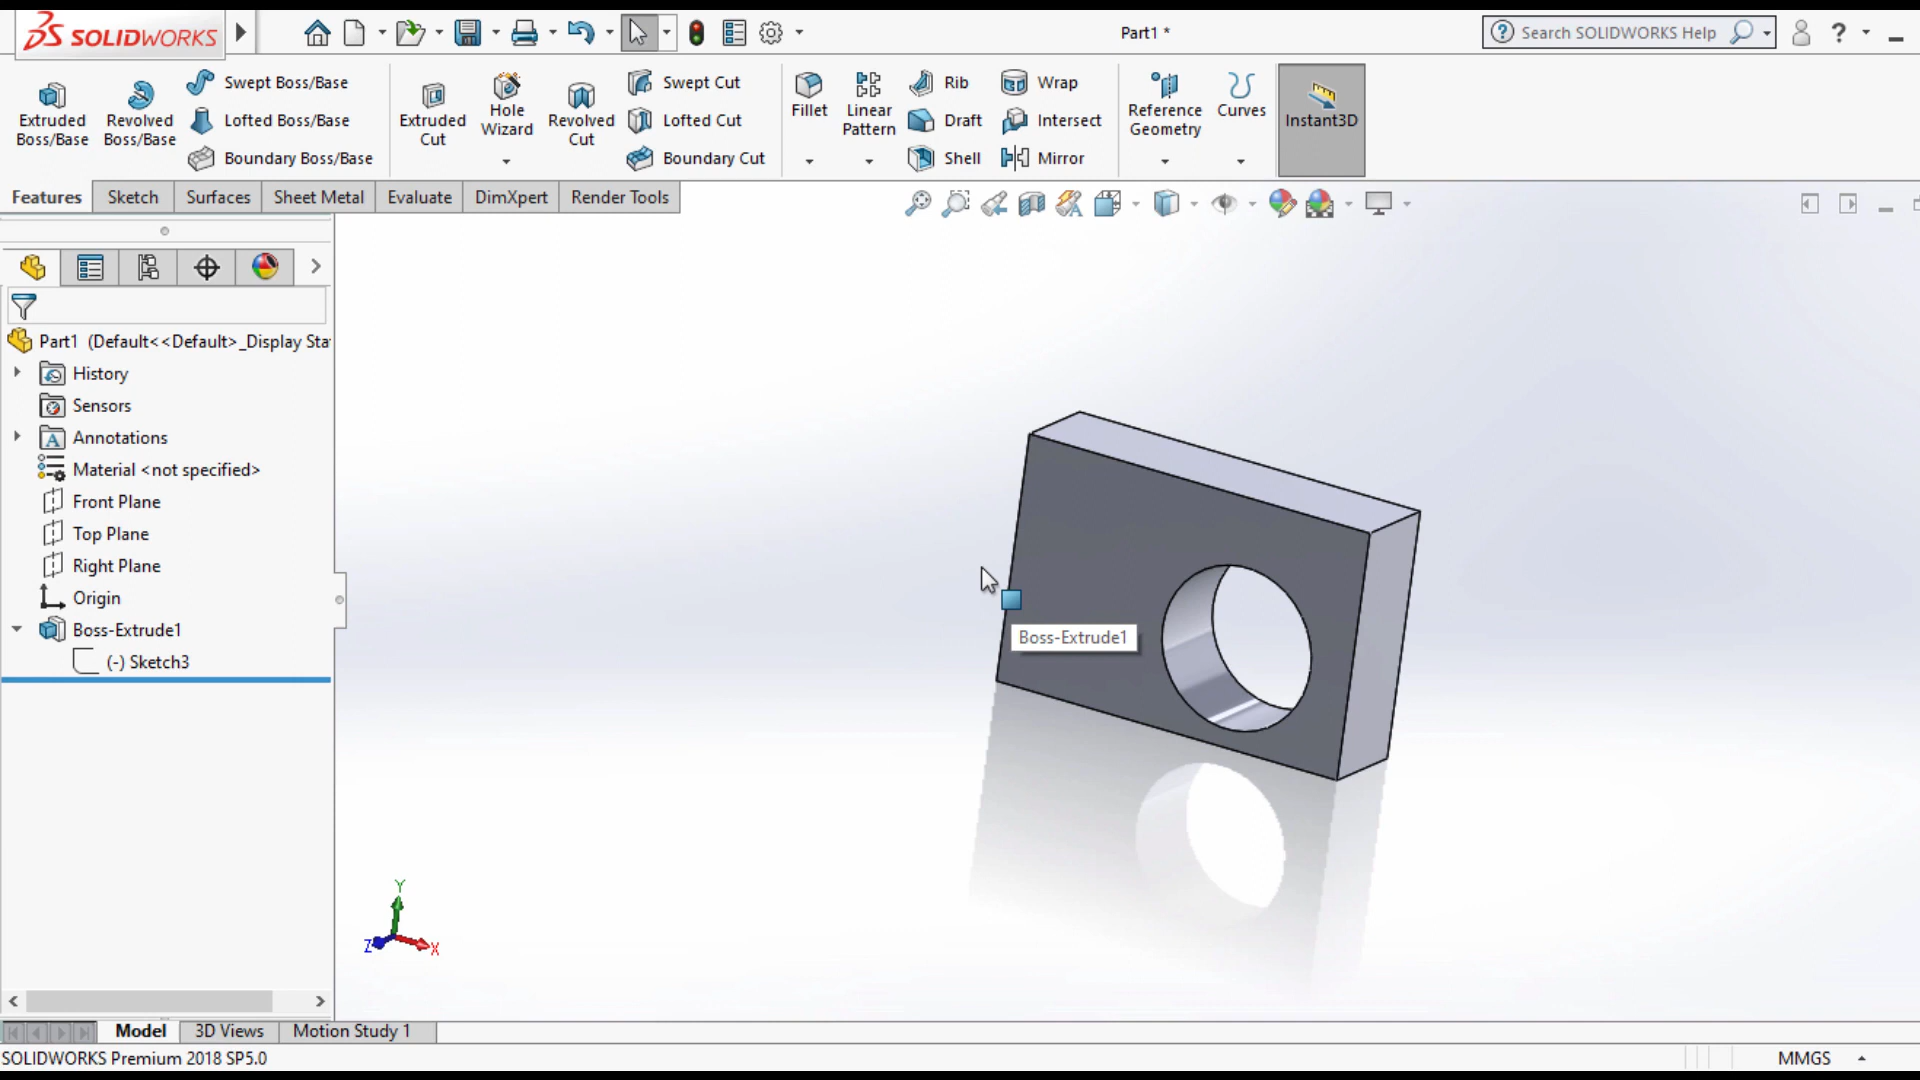 SOLIDWORKS
Part1 *
Search SOLIDWORKS Help
?
Extruded
Boss/Base
Revolved
Boss/Base
Swept Boss/Base
Lofted Boss/Base
Boundary Boss/Base
Extruded
Cut
Hole
Wizard
Revolved
Cut
Swept Cut
Lofted Cut
Boundary Cut
Fillet
Linear
Pattern
Rib
Draft
Shell
Wrap
Intersect
Mirror
Reference
Geometry
Curves
Instant3D
Features
Sketch
Surfaces
Sheet Metal
Evaluate
DimXpert
Render Tools
Part1 (Default<<Default>_Display Sta
History
Sensors
Annotations
Material <not specified>
Front Plane
Top Plane
Right Plane
Origin
Boss-Extrude1
(-) Sketch3
Boss-Extrude1
Y
Z
X
Model
3D Views
Motion Study 1
SOLIDWORKS Premium 2018 SP5.0
MMGS